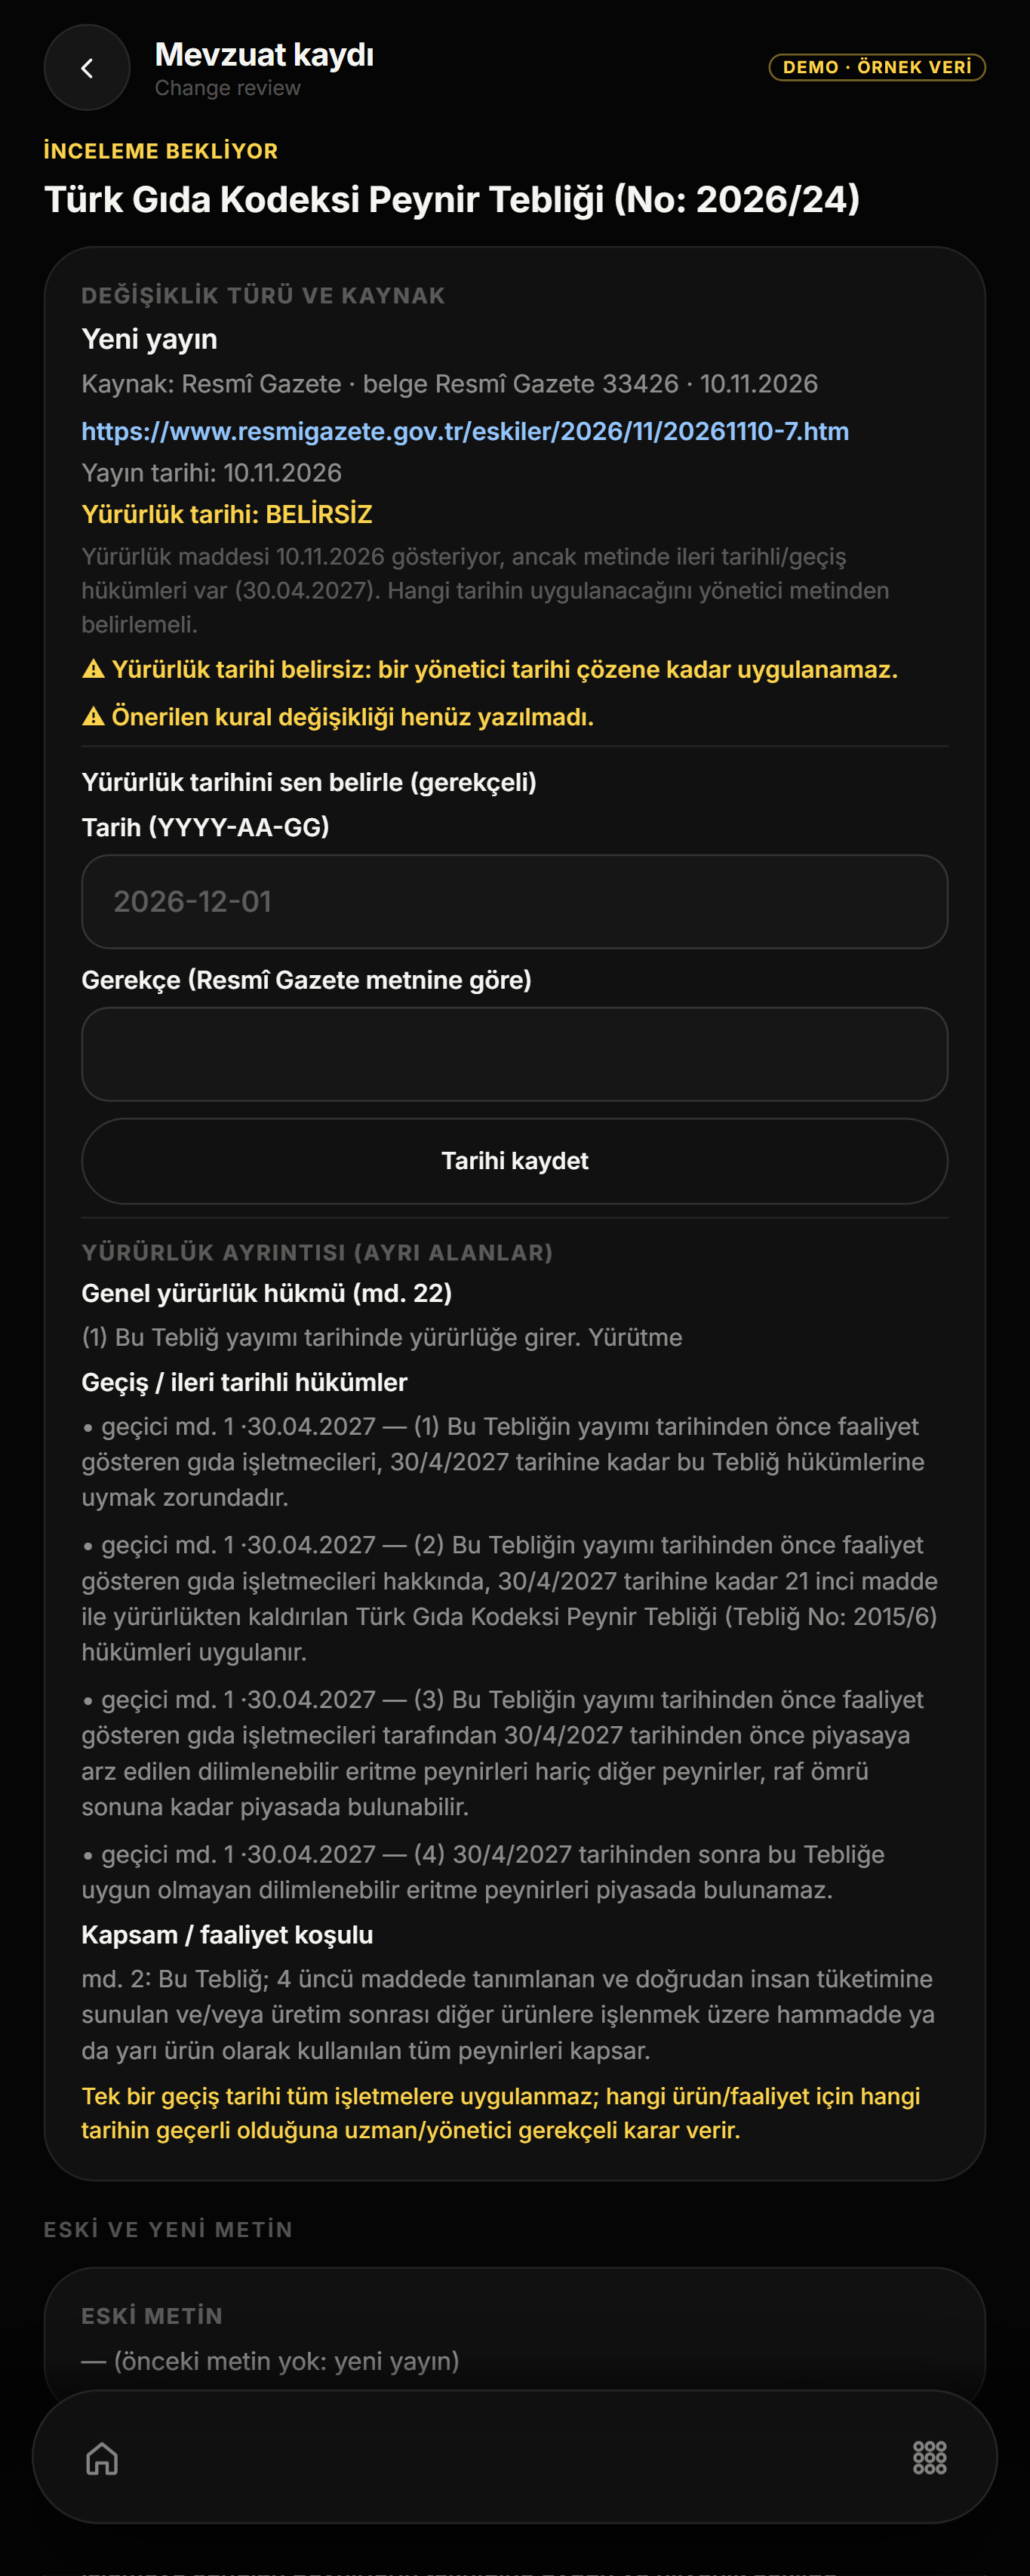 Mevzuat kaydı
Change review
DEMO · ÖRNEK VERİ
İNCELEME BEKLİYOR
Türk Gıda Kodeksi Peynir Tebliği (No: 2026/24)
DEĞİŞİKLİK TÜRÜ VE KAYNAK
Yeni yayın
Kaynak: Resmî Gazete · belge Resmî Gazete 33426 · 10.11.2026
https://www.resmigazete.gov.tr/eskiler/2026/11/20261110-7.htm
Yayın tarihi: 10.11.2026
Yürürlük tarihi: BELİRSİZ
Yürürlük maddesi 10.11.2026 gösteriyor, ancak metinde ileri tarihli/geçiş
hükümleri var (30.04.2027). Hangi tarihin uygulanacağını yönetici metinden
belirlemeli.
⚠ Yürürlük tarihi belirsiz: bir yönetici tarihi çözene kadar uygulanamaz.
⚠ Önerilen kural değişikliği henüz yazılmadı.
Yürürlük tarihini sen belirle (gerekçeli)
Tarih (YYYY-AA-GG)
2026-12-01
Gerekçe (Resmî Gazete metnine göre)
Tarihi kaydet
YÜRÜRLÜK AYRINTISI (AYRI ALANLAR)
Genel yürürlük hükmü (md. 22)
(1) Bu Tebliğ yayımı tarihinde yürürlüğe girer. Yürütme
Geçiş / ileri tarihli hükümler
• geçici md. 1 ·30.04.2027 — (1) Bu Tebliğin yayımı tarihinden önce faaliyet
gösteren gıda işletmecileri, 30/4/2027 tarihine kadar bu Tebliğ hükümlerine
uymak zorundadır.
• geçici md. 1 ·30.04.2027 — (2) Bu Tebliğin yayımı tarihinden önce faaliyet
gösteren gıda işletmecileri hakkında, 30/4/2027 tarihine kadar 21 inci madde
ile yürürlükten kaldırılan Türk Gıda Kodeksi Peynir Tebliği (Tebliğ No: 2015/6)
hükümleri uygulanır.
• geçici md. 1 ·30.04.2027 — (3) Bu Tebliğin yayımı tarihinden önce faaliyet
gösteren gıda işletmecileri tarafından 30/4/2027 tarihinden önce piyasaya
arz edilen dilimlenebilir eritme peynirleri hariç diğer peynirler, raf ömrü
sonuna kadar piyasada bulunabilir.
• geçici md. 1 ·30.04.2027 — (4) 30/4/2027 tarihinden sonra bu Tebliğe
uygun olmayan dilimlenebilir eritme peynirleri piyasada bulunamaz.
Kapsam / faaliyet koşulu
md. 2: Bu Tebliğ; 4 üncü maddede tanımlanan ve doğrudan insan tüketimine
sunulan ve/veya üretim sonrası diğer ürünlere işlenmek üzere hammadde ya
da yarı ürün olarak kullanılan tüm peynirleri kapsar.
Tek bir geçiş tarihi tüm işletmelere uygulanmaz; hangi ürün/faaliyet için hangi
tarihin geçerli olduğuna uzman/yönetici gerekçeli karar verir.
ESKİ VE YENİ METİN
ESKİ METİN
— (önceki metin yok: yeni yayın)